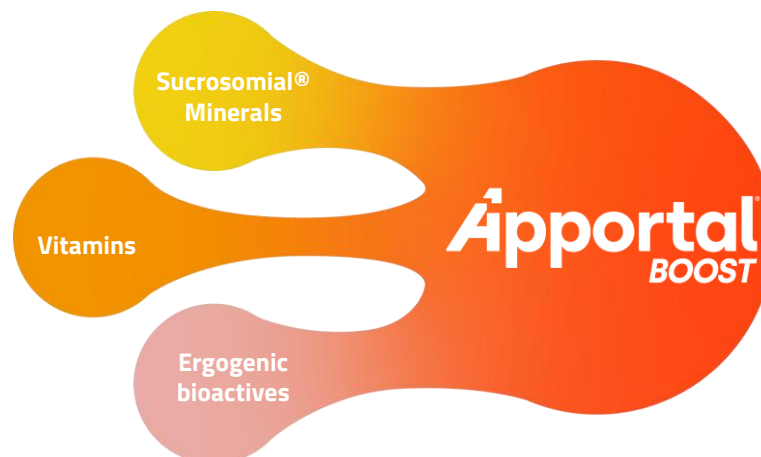 Sucrosomial®
Minerals
Vitamins
Ergogenic
bioactives
Apportal®
BOOST